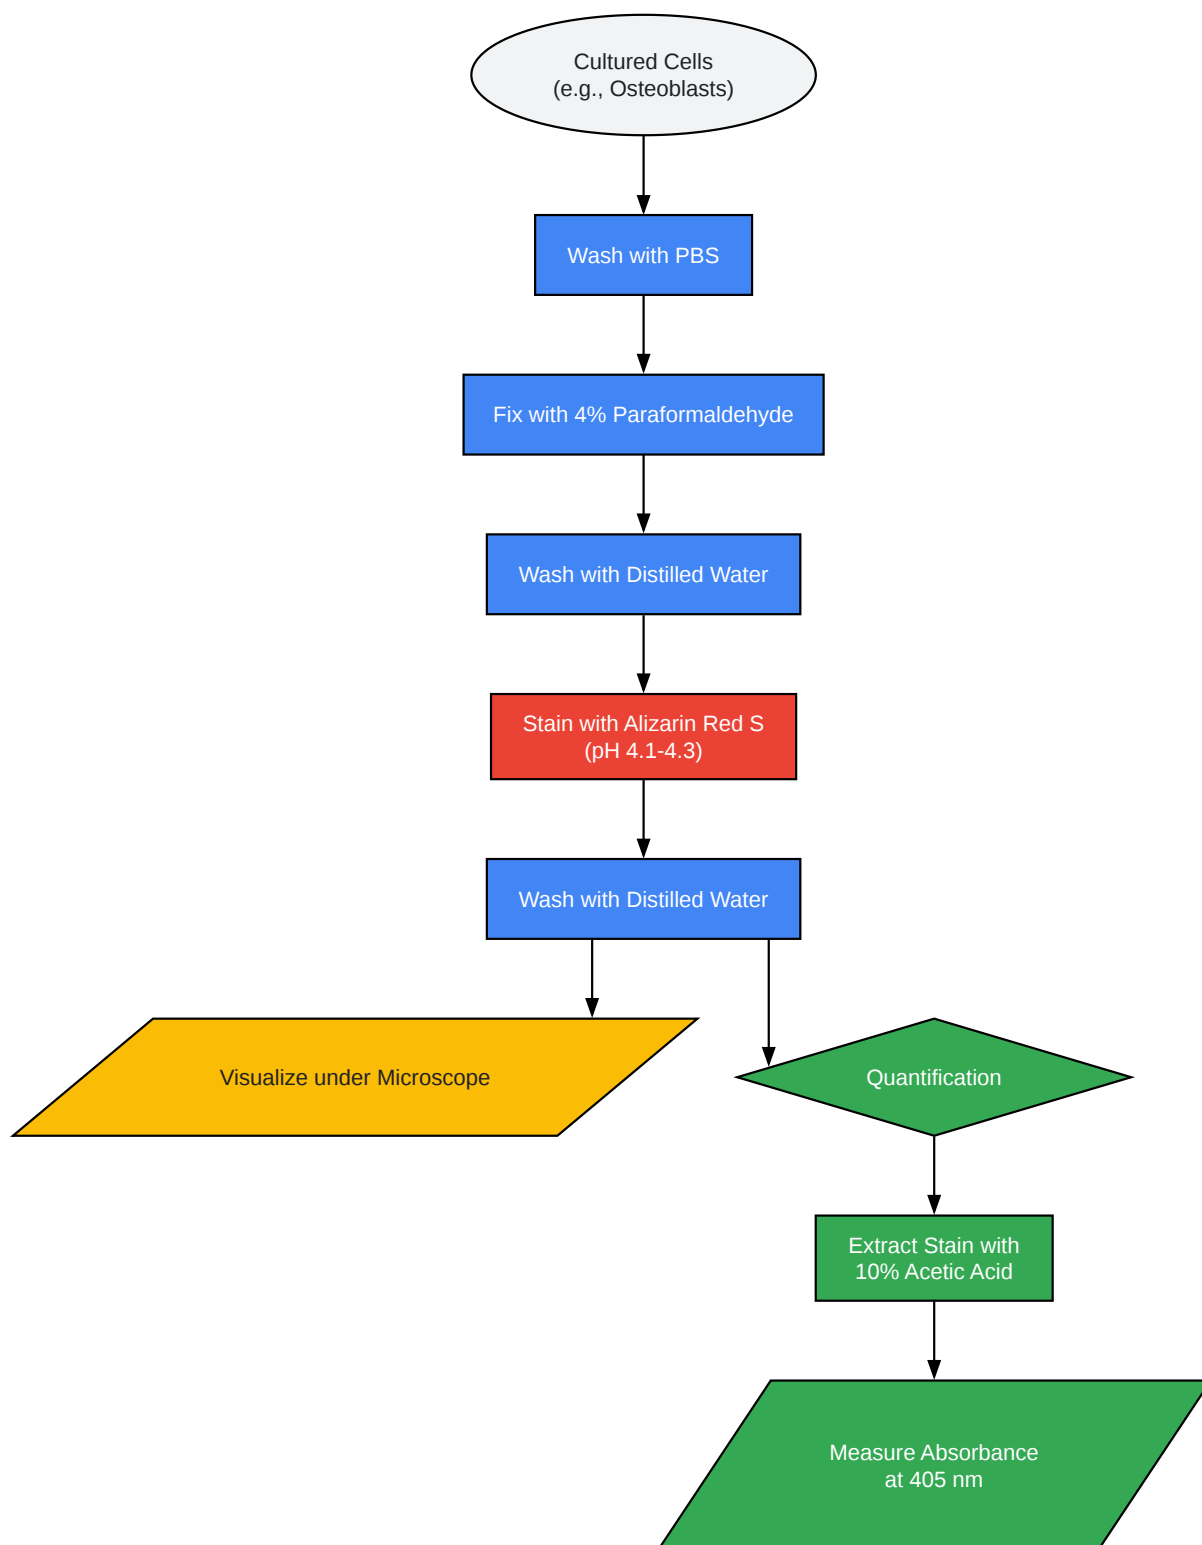 Cultured Cells
(e.g., Osteoblasts)
Wash with PBS
Fix with 4% Paraformaldehyde
Wash with Distilled Water
Stain with Alizarin Red S
(pH 4.1-4.3)
Wash with Distilled Water
Visualize under Microscope
Quantification
Extract Stain with
10% Acetic Acid
Measure Absorbance
at 405 nm